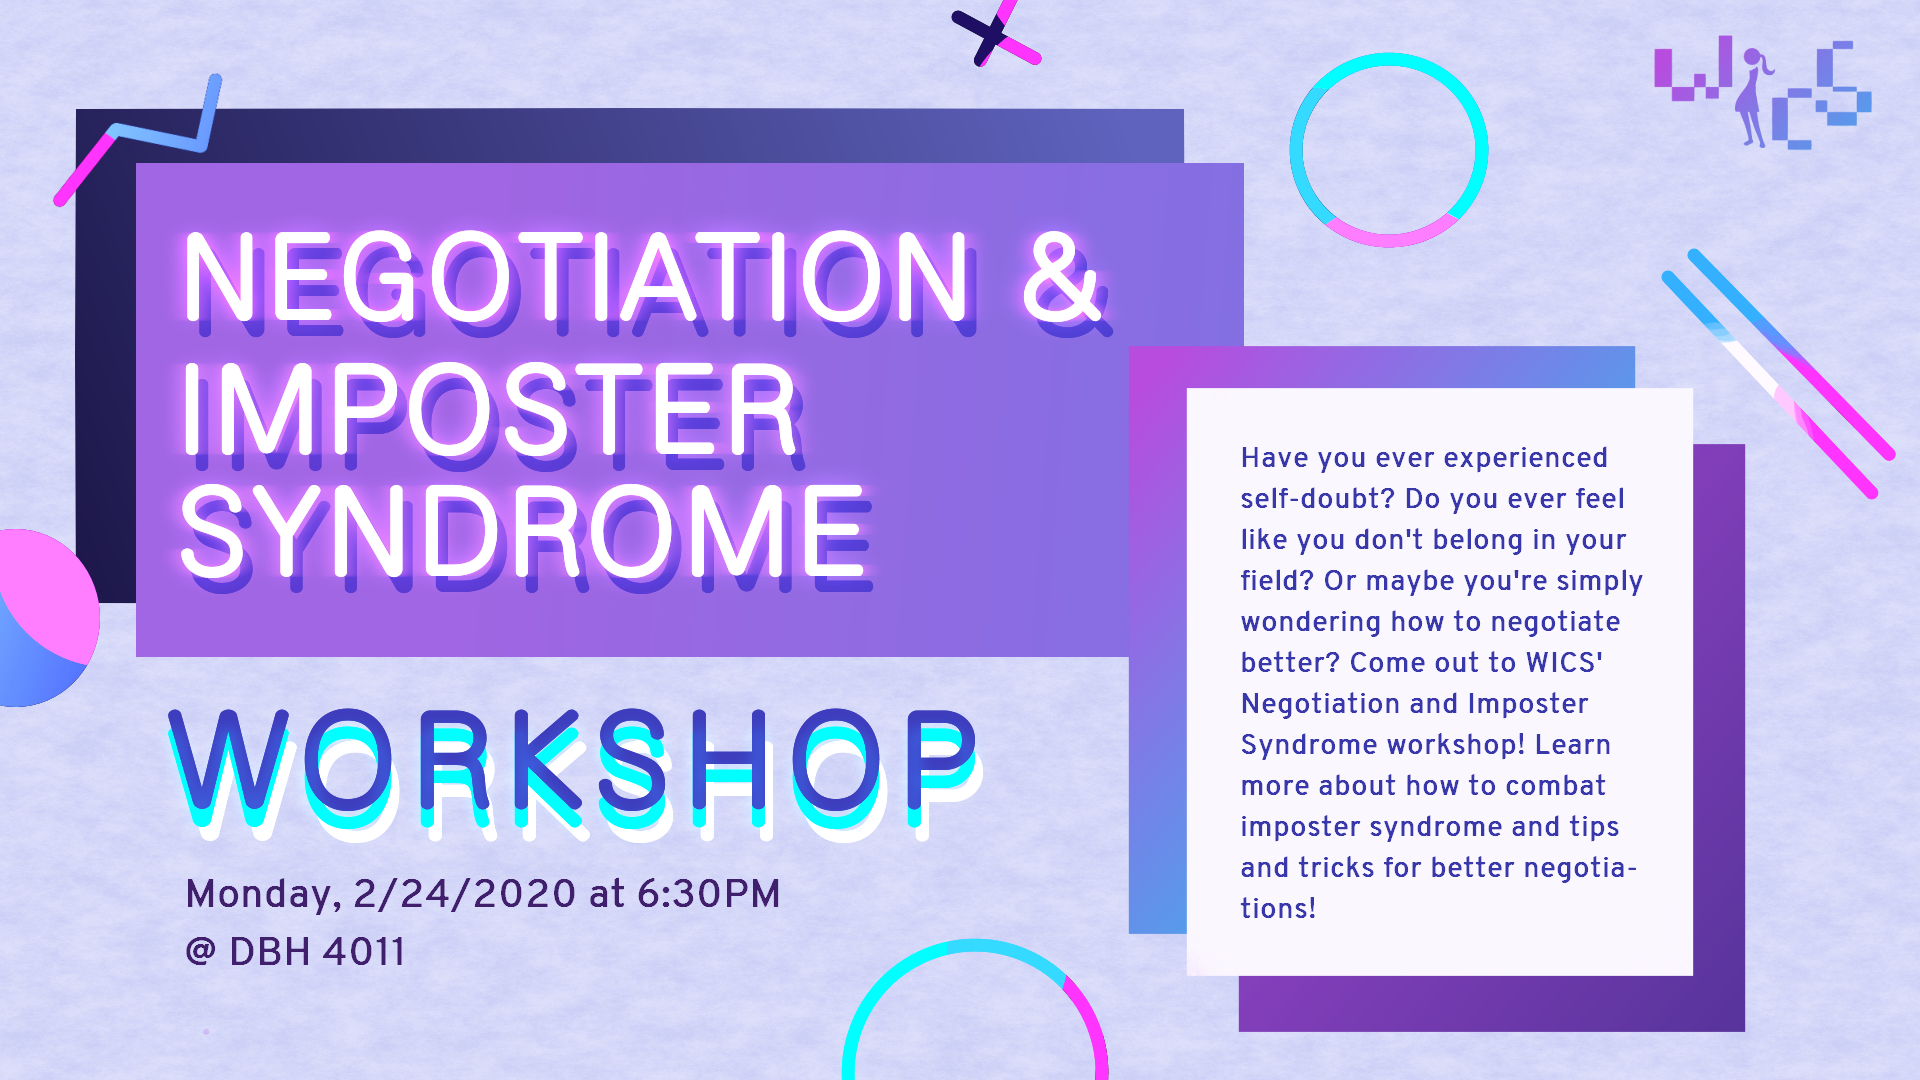 WICS
NEGOTIATION &
IMPOSTER
SYNDROME
WORKSHOP
Monday, 2/24/2020 at 6:30PM
@ DBH 4011
Have you ever experienced
self-doubt? Do you ever feel
like you don't belong in your
field? Or maybe you're simply
wondering how to negotiate
better? Come out to WICS'
Negotiation and Imposter
Syndrome workshop! Learn
more about how to combat
imposter syndrome and tips
and tricks for better negotia-
tions!